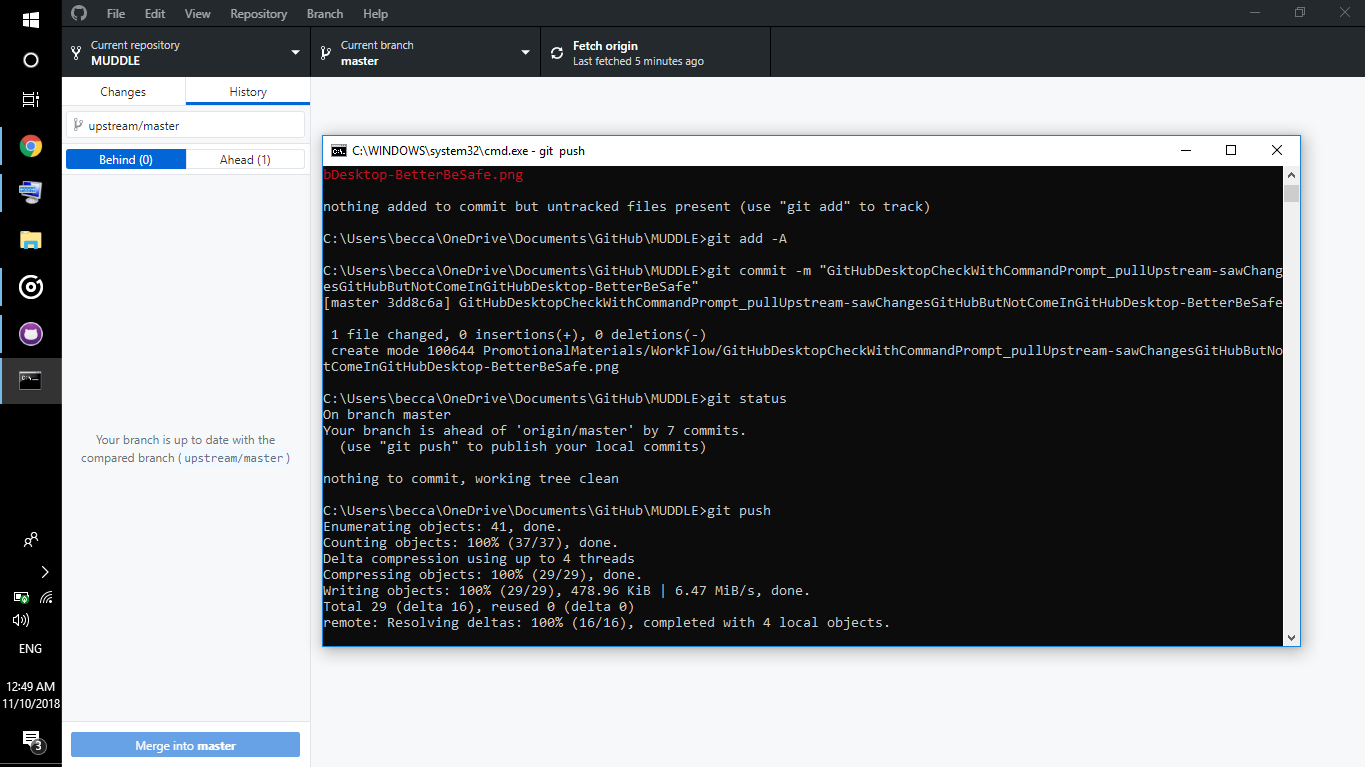 File Edit View Repository Branch Help
Current repository
MUDDLE
Current branch
master
Fetch origin
Last fetched 5 minutes ago
Changes History
upstream/master
Behind (0) Ahead (1)
Your branch is up to date with the
compared branch ( upstream/master )
Merge into master
C:\WINDOWS\system32\cmd.exe - git push
bDesktop-BetterBeSafe.png
nothing added to commit but untracked files present (use "git add" to track)
C:\Users\becca\OneDrive\Documents\GitHub\MUDDLE>git add -A
C:\Users\becca\OneDrive\Documents\GitHub\MUDDLE>git commit -m "GitHubDesktopCheckWithCommandPrompt_pullUpstream-sawChang
esGitHubButNotComeInGitHubDesktop-BetterBeSafe"
[master 3dd8c6a] GitHubDesktopCheckWithCommandPrompt_pullUpstream-sawChangesGitHubButNotComeInGitHubDesktop-BetterBeSafe
1 file changed, 0 insertions(+), 0 deletions(-)
create mode 100644 PromotionalMaterials/WorkFlow/GitHubDesktopCheckWithCommandPrompt_pullUpstream-sawChangesGitHubButNo
tComeInGitHubDesktop-BetterBeSafe.png
C:\Users\becca\OneDrive\Documents\GitHub\MUDDLE>git status
On branch master
Your branch is ahead of 'origin/master' by 7 commits.
(use "git push" to publish your local commits)
nothing to commit, working tree clean
C:\Users\becca\OneDrive\Documents\GitHub\MUDDLE>git push
Enumerating objects: 41, done.
Counting objects: 100% (37/37), done.
Delta compression using up to 4 threads
Compressing objects: 100% (29/29), done.
Writing objects: 100% (29/29), 478.96 KiB | 6.47 MiB/s, done.
Total 29 (delta 16), reused 0 (delta 0)
remote: Resolving deltas: 100% (16/16), completed with 4 local objects.
ENG
12:49 AM
11/10/2018
3